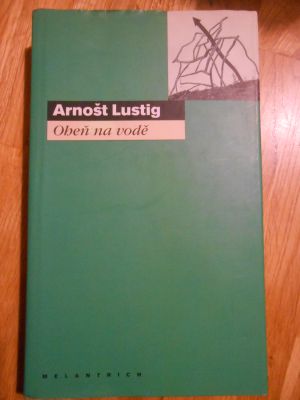 Arnošt Lustig
Oheň na vodě
MELANTRICH